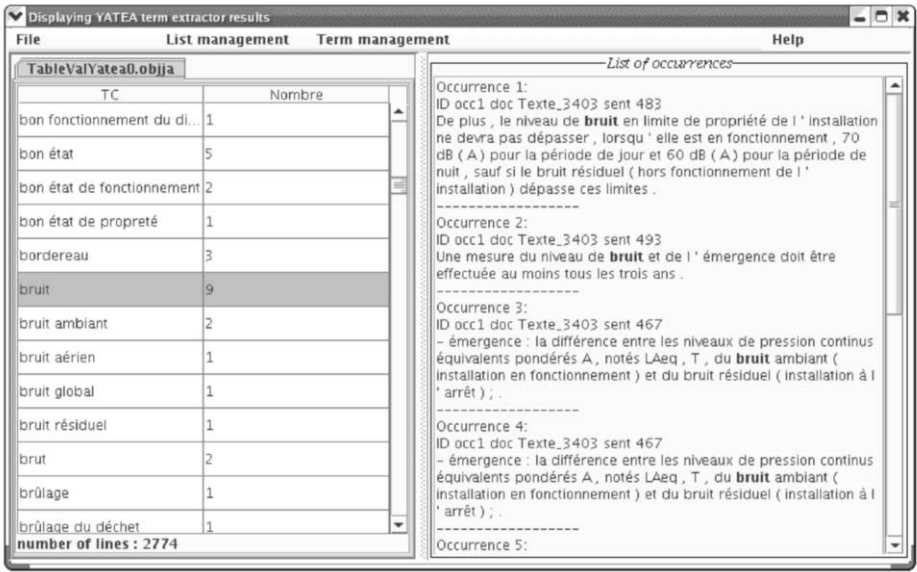 Displaying YATEA term extractor results
File List management Term management Help
TableValYatea0.objja
TC Nombre
bon fonctionnement du di... 1
bon état 5
bon état de fonctionnement 2
bon état de propreté 1
bordereau 3
bruit 9
bruit ambiant 2
bruit aérien 1
bruit global 1
bruit résiduel 1
brut 2
brûlage 1
brûlage du déchet 1
number of lines : 2774
List of occurrences
Occurrence 1:
ID occ1 doc Texte_3403 sent 483
De plus , le niveau de bruit en limite de propriété de l ' installation
ne devra pas dépasser , lorsqu ' elle est en fonctionnement , 70
dB ( A ) pour la période de jour et 60 dB ( A ) pour la période de
nuit , sauf si le bruit résiduel ( hors fonctionnement de l '
installation ) dépasse ces limites .
------------------
Occurrence 2:
ID occ1 doc Texte_3403 sent 493
Une mesure du niveau de bruit et de l ' émergence doit être
effectuée au moins tous les trois ans .
------------------
Occurrence 3:
ID occ1 doc Texte_3403 sent 467
– émergence : la différence entre les niveaux de pression continus
équivalents pondérés A , notés LAeq , T , du bruit ambiant (
installation en fonctionnement ) et du bruit résiduel ( installation à l
' arrêt ) ; .
------------------
Occurrence 4:
ID occ1 doc Texte_3403 sent 467
– émergence : la différence entre les niveaux de pression continus
équivalents pondérés A , notés LAeq , T , du bruit ambiant (
installation en fonctionnement ) et du bruit résiduel ( installation à l
' arrêt ) ; .
------------------
Occurrence 5: